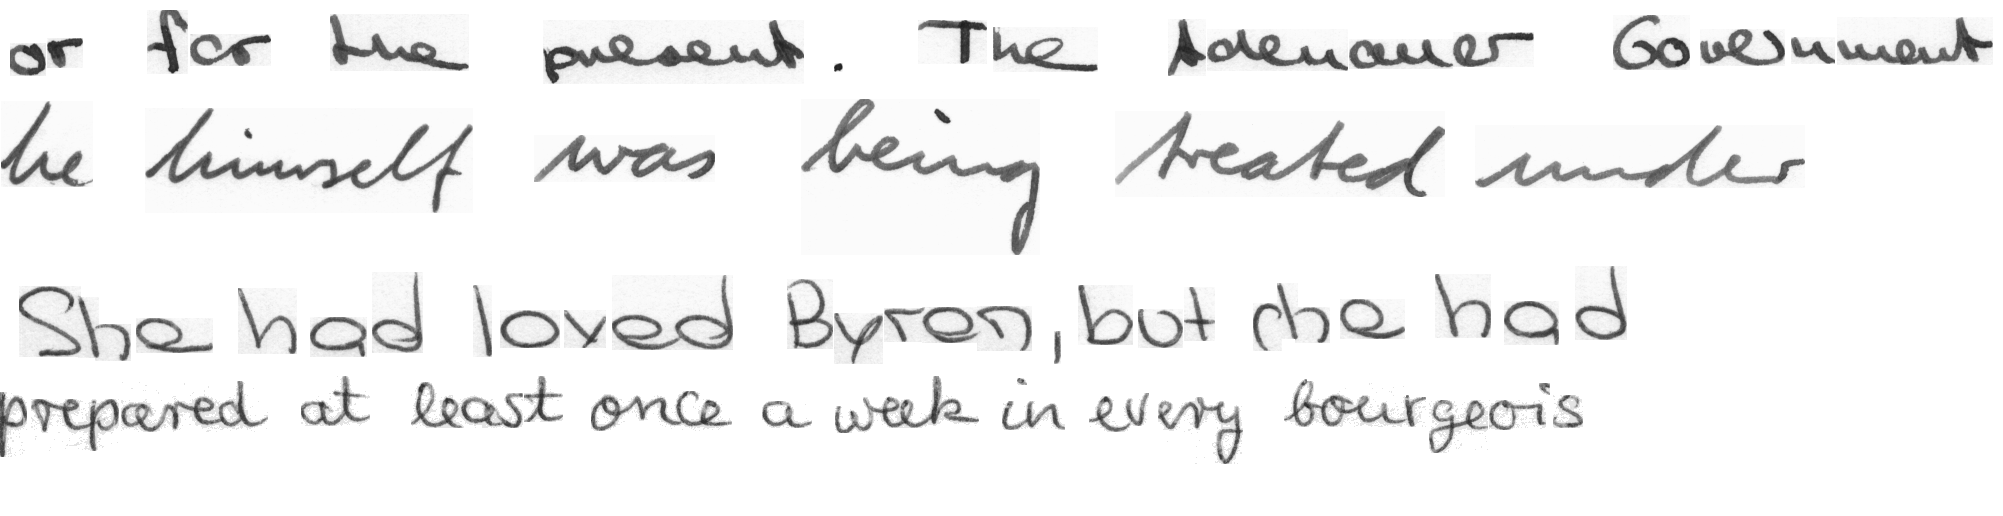 or for the present. The Adenauer Government
he himself was being treated under
She had loved Byron, but she had
prepared at least once a week in every bourgeois